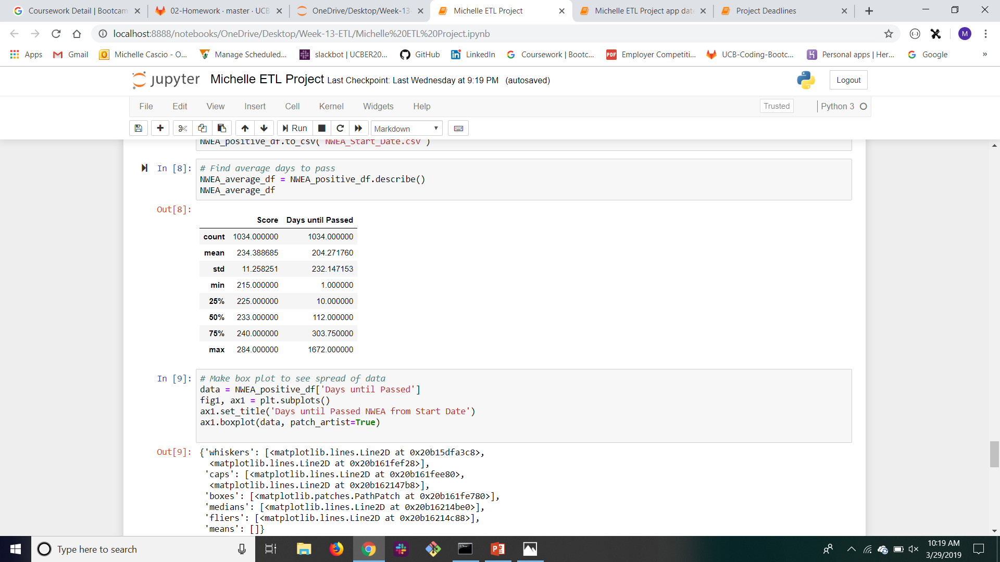 Coursework Detail | Bootcam
02-Homework · master · UCB
OneDrive/Desktop/Week-13-
Michelle ETL Project
Michelle ETL Project app date
Project Deadlines
localhost:8888/notebooks/OneDrive/Desktop/Week-13-ETL/Michelle%20ETL%20Project.ipynb
M
Apps
Gmail
Michelle Cascio - O...
Manage Scheduled...
slackbot | UCBER20...
GitHub
LinkedIn
Coursework | Bootc...
PDF
Employer Competiti...
UCB-Coding-Bootc...
Personal apps | Her...
Google
»
jupyter
Michelle ETL Project Last Checkpoint: Last Wednesday at 9:19 PM (autosaved)
Logout
File Edit View Insert Cell Kernel Widgets Help
Trusted
Python 3
Run
Markdown
NWEA_positive_df.to_csv('NWEA_Start_Date.csv')
In [8]:
# Find average days to pass
NWEA_average_df = NWEA_positive_df.describe()
NWEA_average_df
Out[8]:
Score Days until Passed
count 1034.000000 1034.000000
mean 234.388685 204.271760
std 11.258251 232.147153
min 215.000000 1.000000
25% 225.000000 10.000000
50% 233.000000 112.000000
75% 240.000000 303.750000
max 284.000000 1672.000000
In [9]:
# Make box plot to see spread of data
data = NWEA_positive_df['Days until Passed']
fig1, ax1 = plt.subplots()
ax1.set_title('Days until Passed NWEA from Start Date')
ax1.boxplot(data, patch_artist=True)
Out[9]:
{'whiskers': [<matplotlib.lines.Line2D at 0x20b15dfa3c8>,
<matplotlib.lines.Line2D at 0x20b161fef28>],
'caps': [<matplotlib.lines.Line2D at 0x20b161fee80>,
<matplotlib.lines.Line2D at 0x20b162147b8>],
'boxes': [<matplotlib.patches.PathPatch at 0x20b161fe780>],
'medians': [<matplotlib.lines.Line2D at 0x20b16214be0>],
'fliers': [<matplotlib.lines.Line2D at 0x20b16214c88>],
'means': []}
Type here to search
10:19 AM
3/29/2019